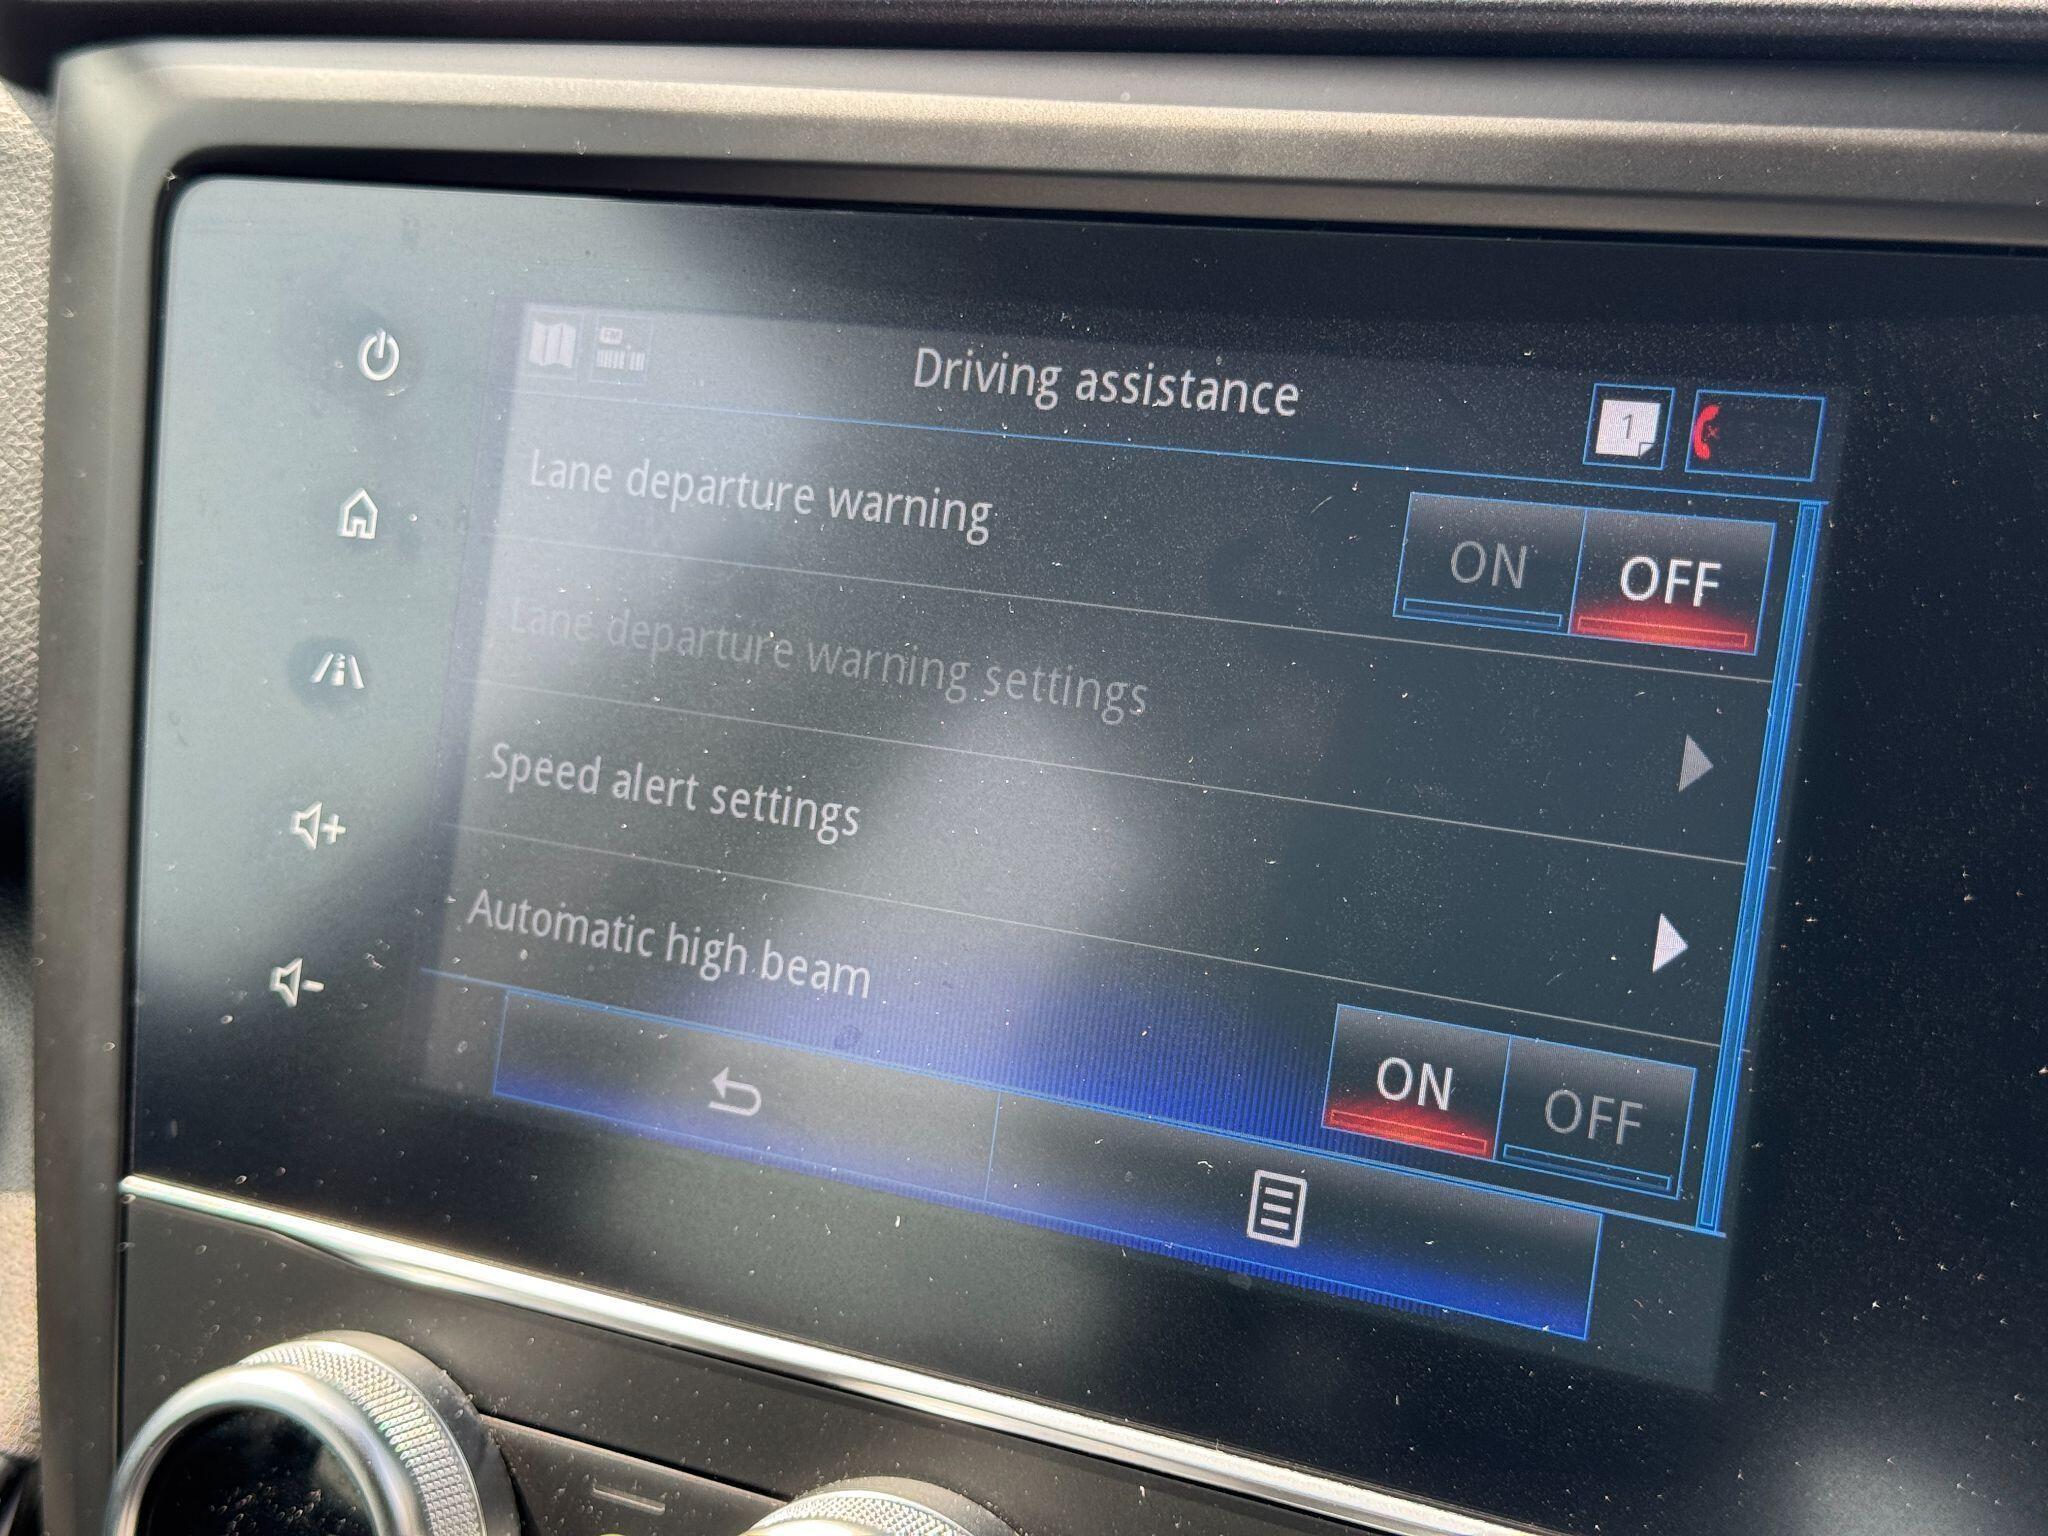 FM
Driving assistance
1
Lane departure warning
ON OFF
Lane departure warning settings
Speed alert settings
Automatic high beam
ON OFF